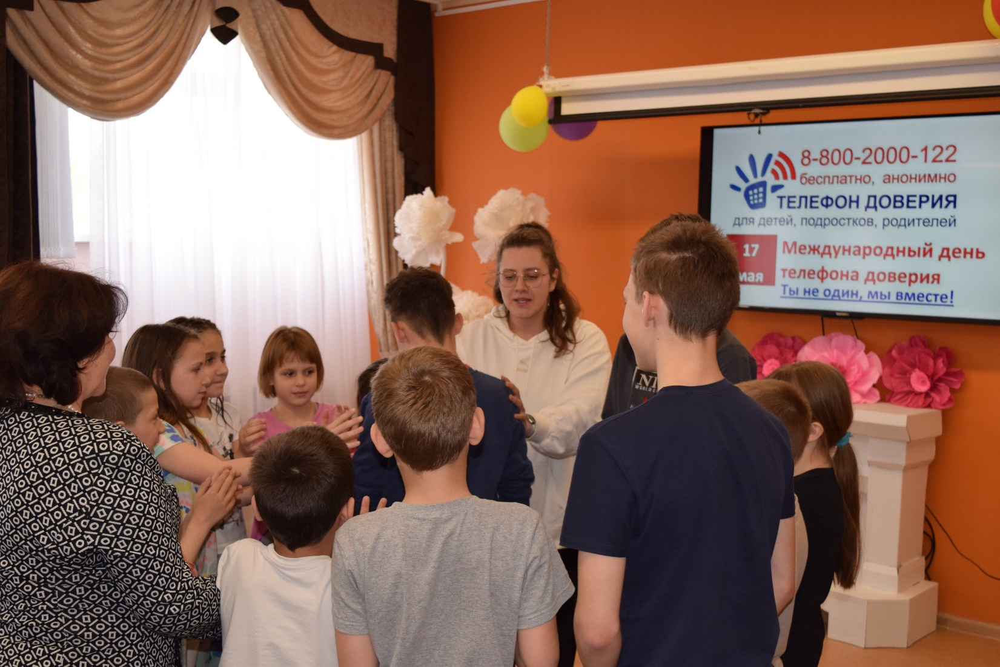 8-800-2000-122
бесплатно, анонимно
ТЕЛЕФОН ДОВЕРИЯ
для детей, подростков, родителей
17
мая
Международный день
телефона доверия
Ты не один, мы вместе!